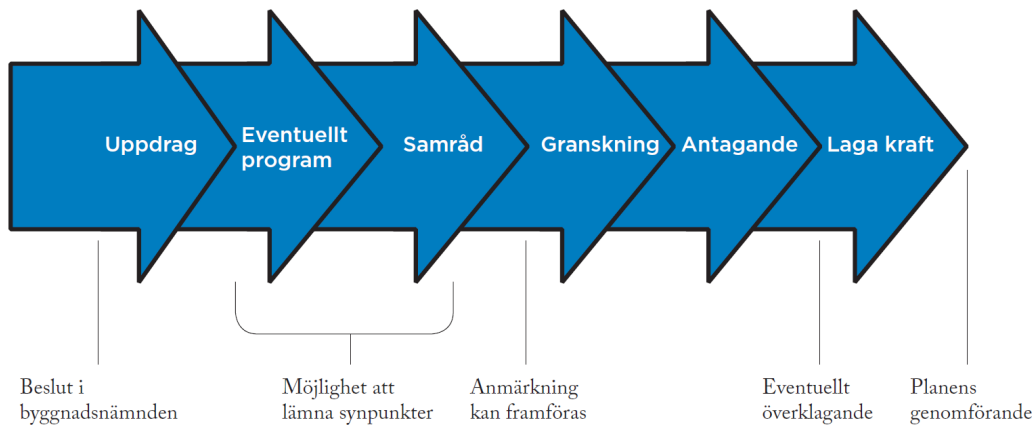 Uppdrag
Eventuellt
program
Samråd
Granskning
Antagande
Laga kraft
Beslut i
byggnadsnämnden
Möjlighet att
lämna synpunkter
Anmärkning
kan framföras
Eventuellt
överklagande
Planens
genomförande